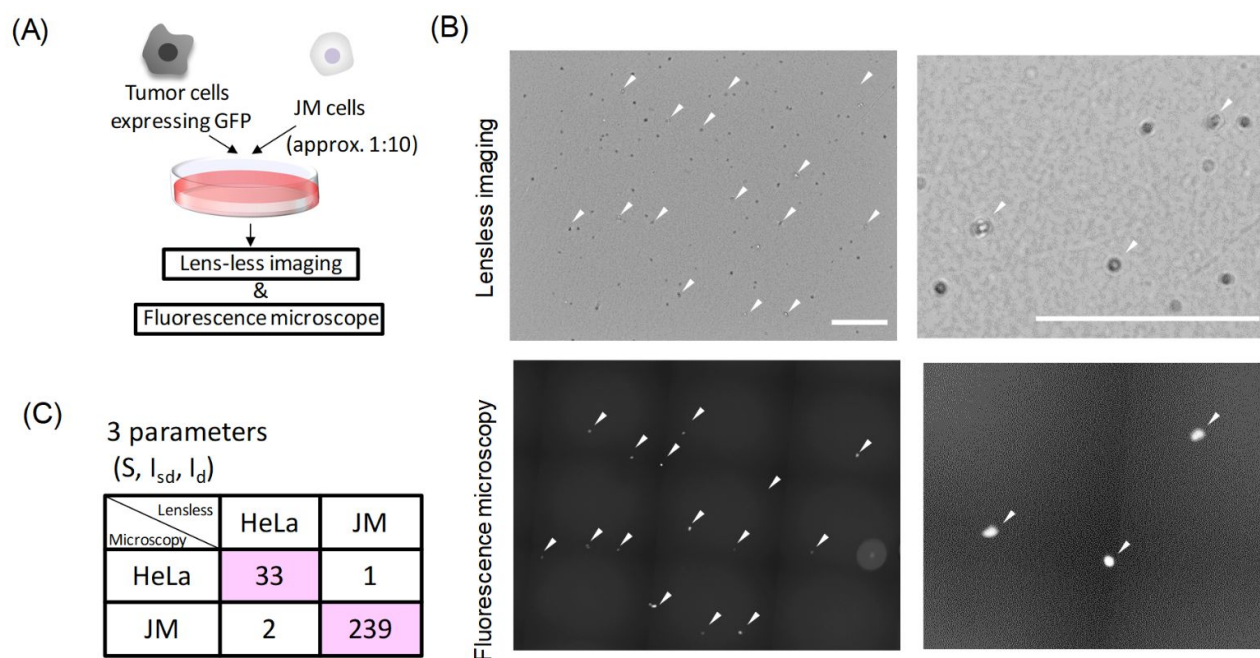 (A)
Tumor cells
expressing GFP
JM cells
(approx. 1:10)
Lens-less imaging
&
Fluorescence microscope
(B)
Lensless imaging
Fluorescence microscopy
(C)
3 parameters
(S, Isd, Id)
Lensless
Microscopy
HeLa JM
HeLa 33 1
JM 2 239